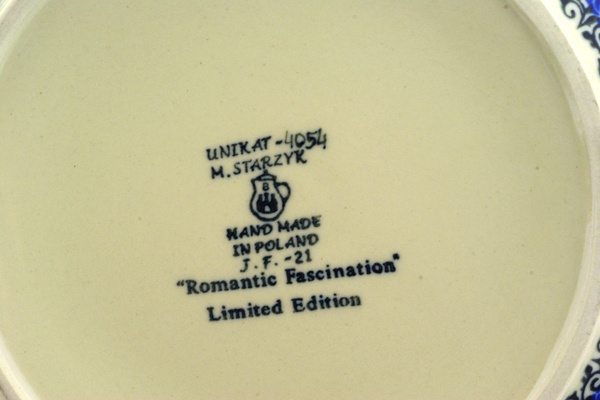 UNIKAT -4054
M. STARZYK
B
HAND MADE
IN POLAND
J.F. -21
"Romantic Fascination"
Limited Edition